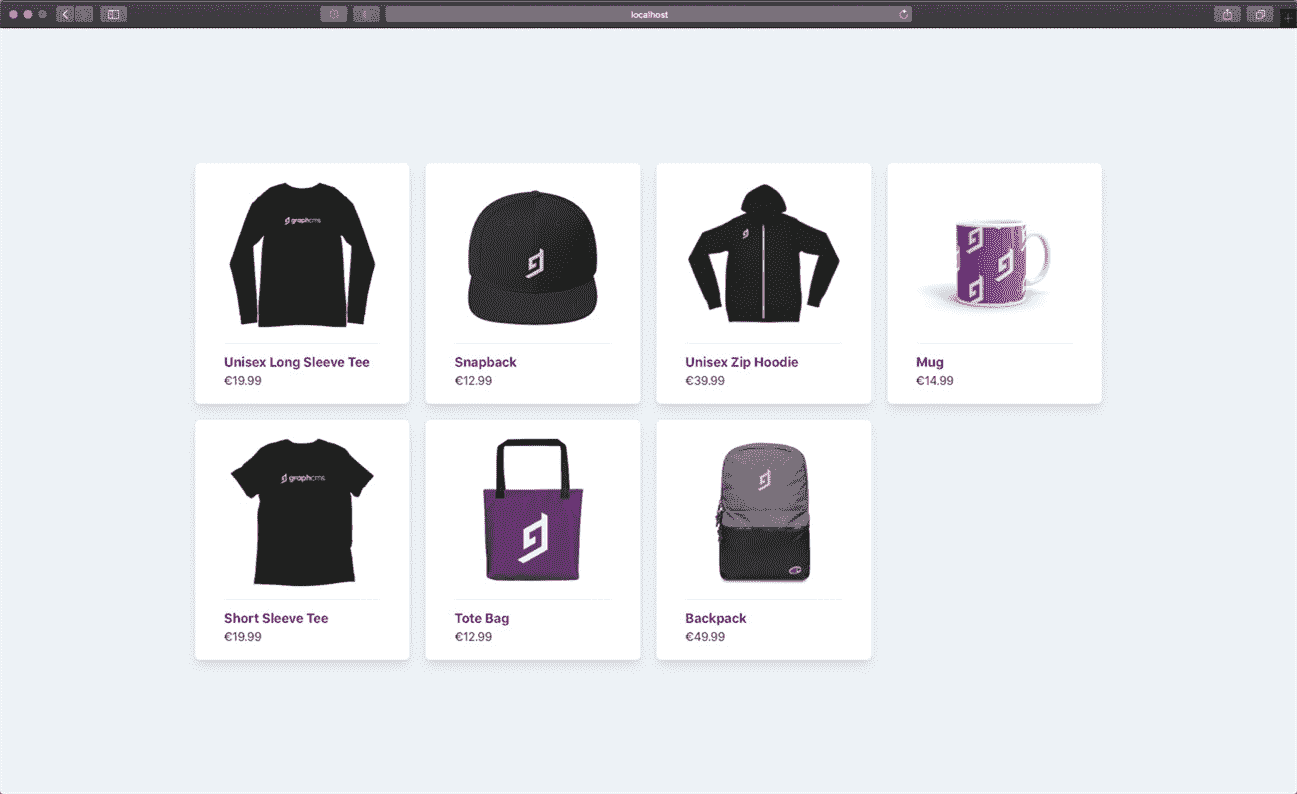 localhost
graphcms
Unisex Long Sleeve Tee
€19.99
Snapback
€12.99
Unisex Zip Hoodie
€39.99
Mug
€14.99
graphcms
Short Sleeve Tee
€19.99
Tote Bag
€12.99
Backpack
€49.99